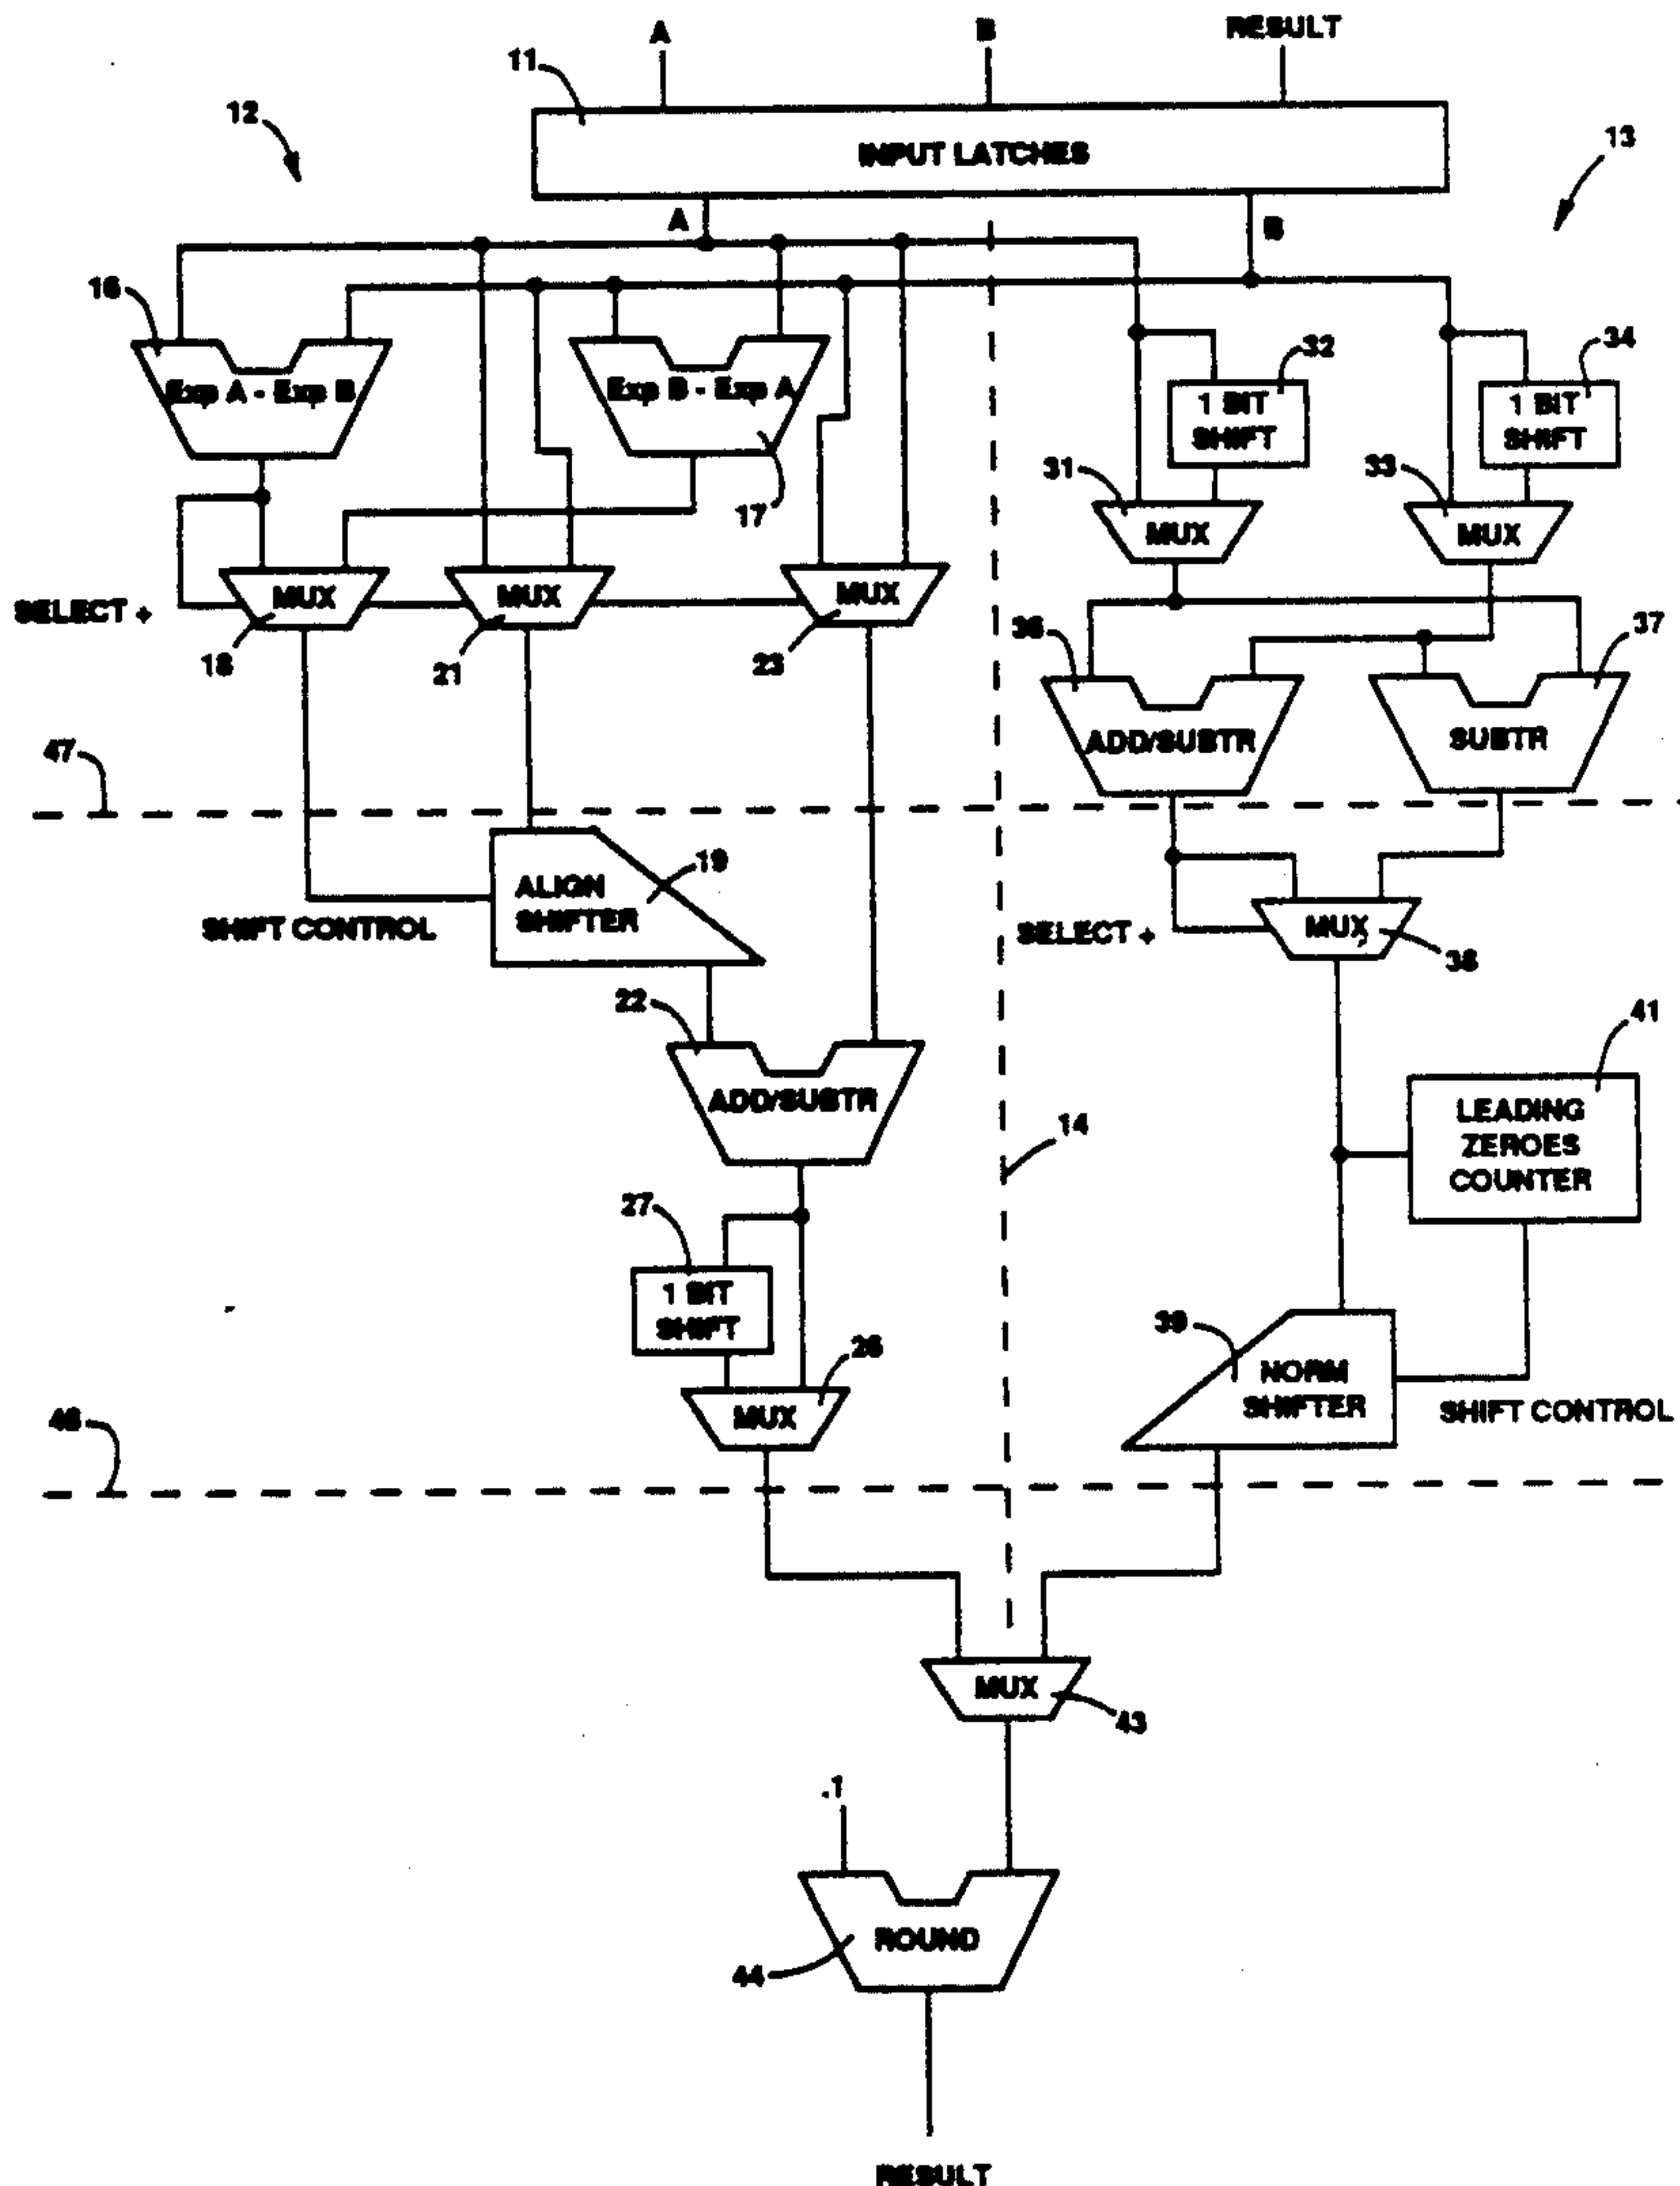 A
B
RESULT
11
12
INPUT LATCHES
13
A
B
16
Exp A - Exp B
Exp B - Exp A
17
32
1 BIT
SHIFT
34
1 BIT
SHIFT
31
MUX
33
MUX
SELECT +
MUX
18
MUX
21
MUX
23
36
ADD/SUBTR
37
SUBTR
47
ALIGN
SHIFTER
19
SHIFT CONTROL
SELECT +
MUX
38
22
ADD/SUBTR
41
LEADING
ZEROES
COUNTER
14
27
1 BIT
SHIFT
26
MUX
39
NORM
SHIFTER
SHIFT CONTROL
48
MUX
43
.1
ROUND
44
RESULT